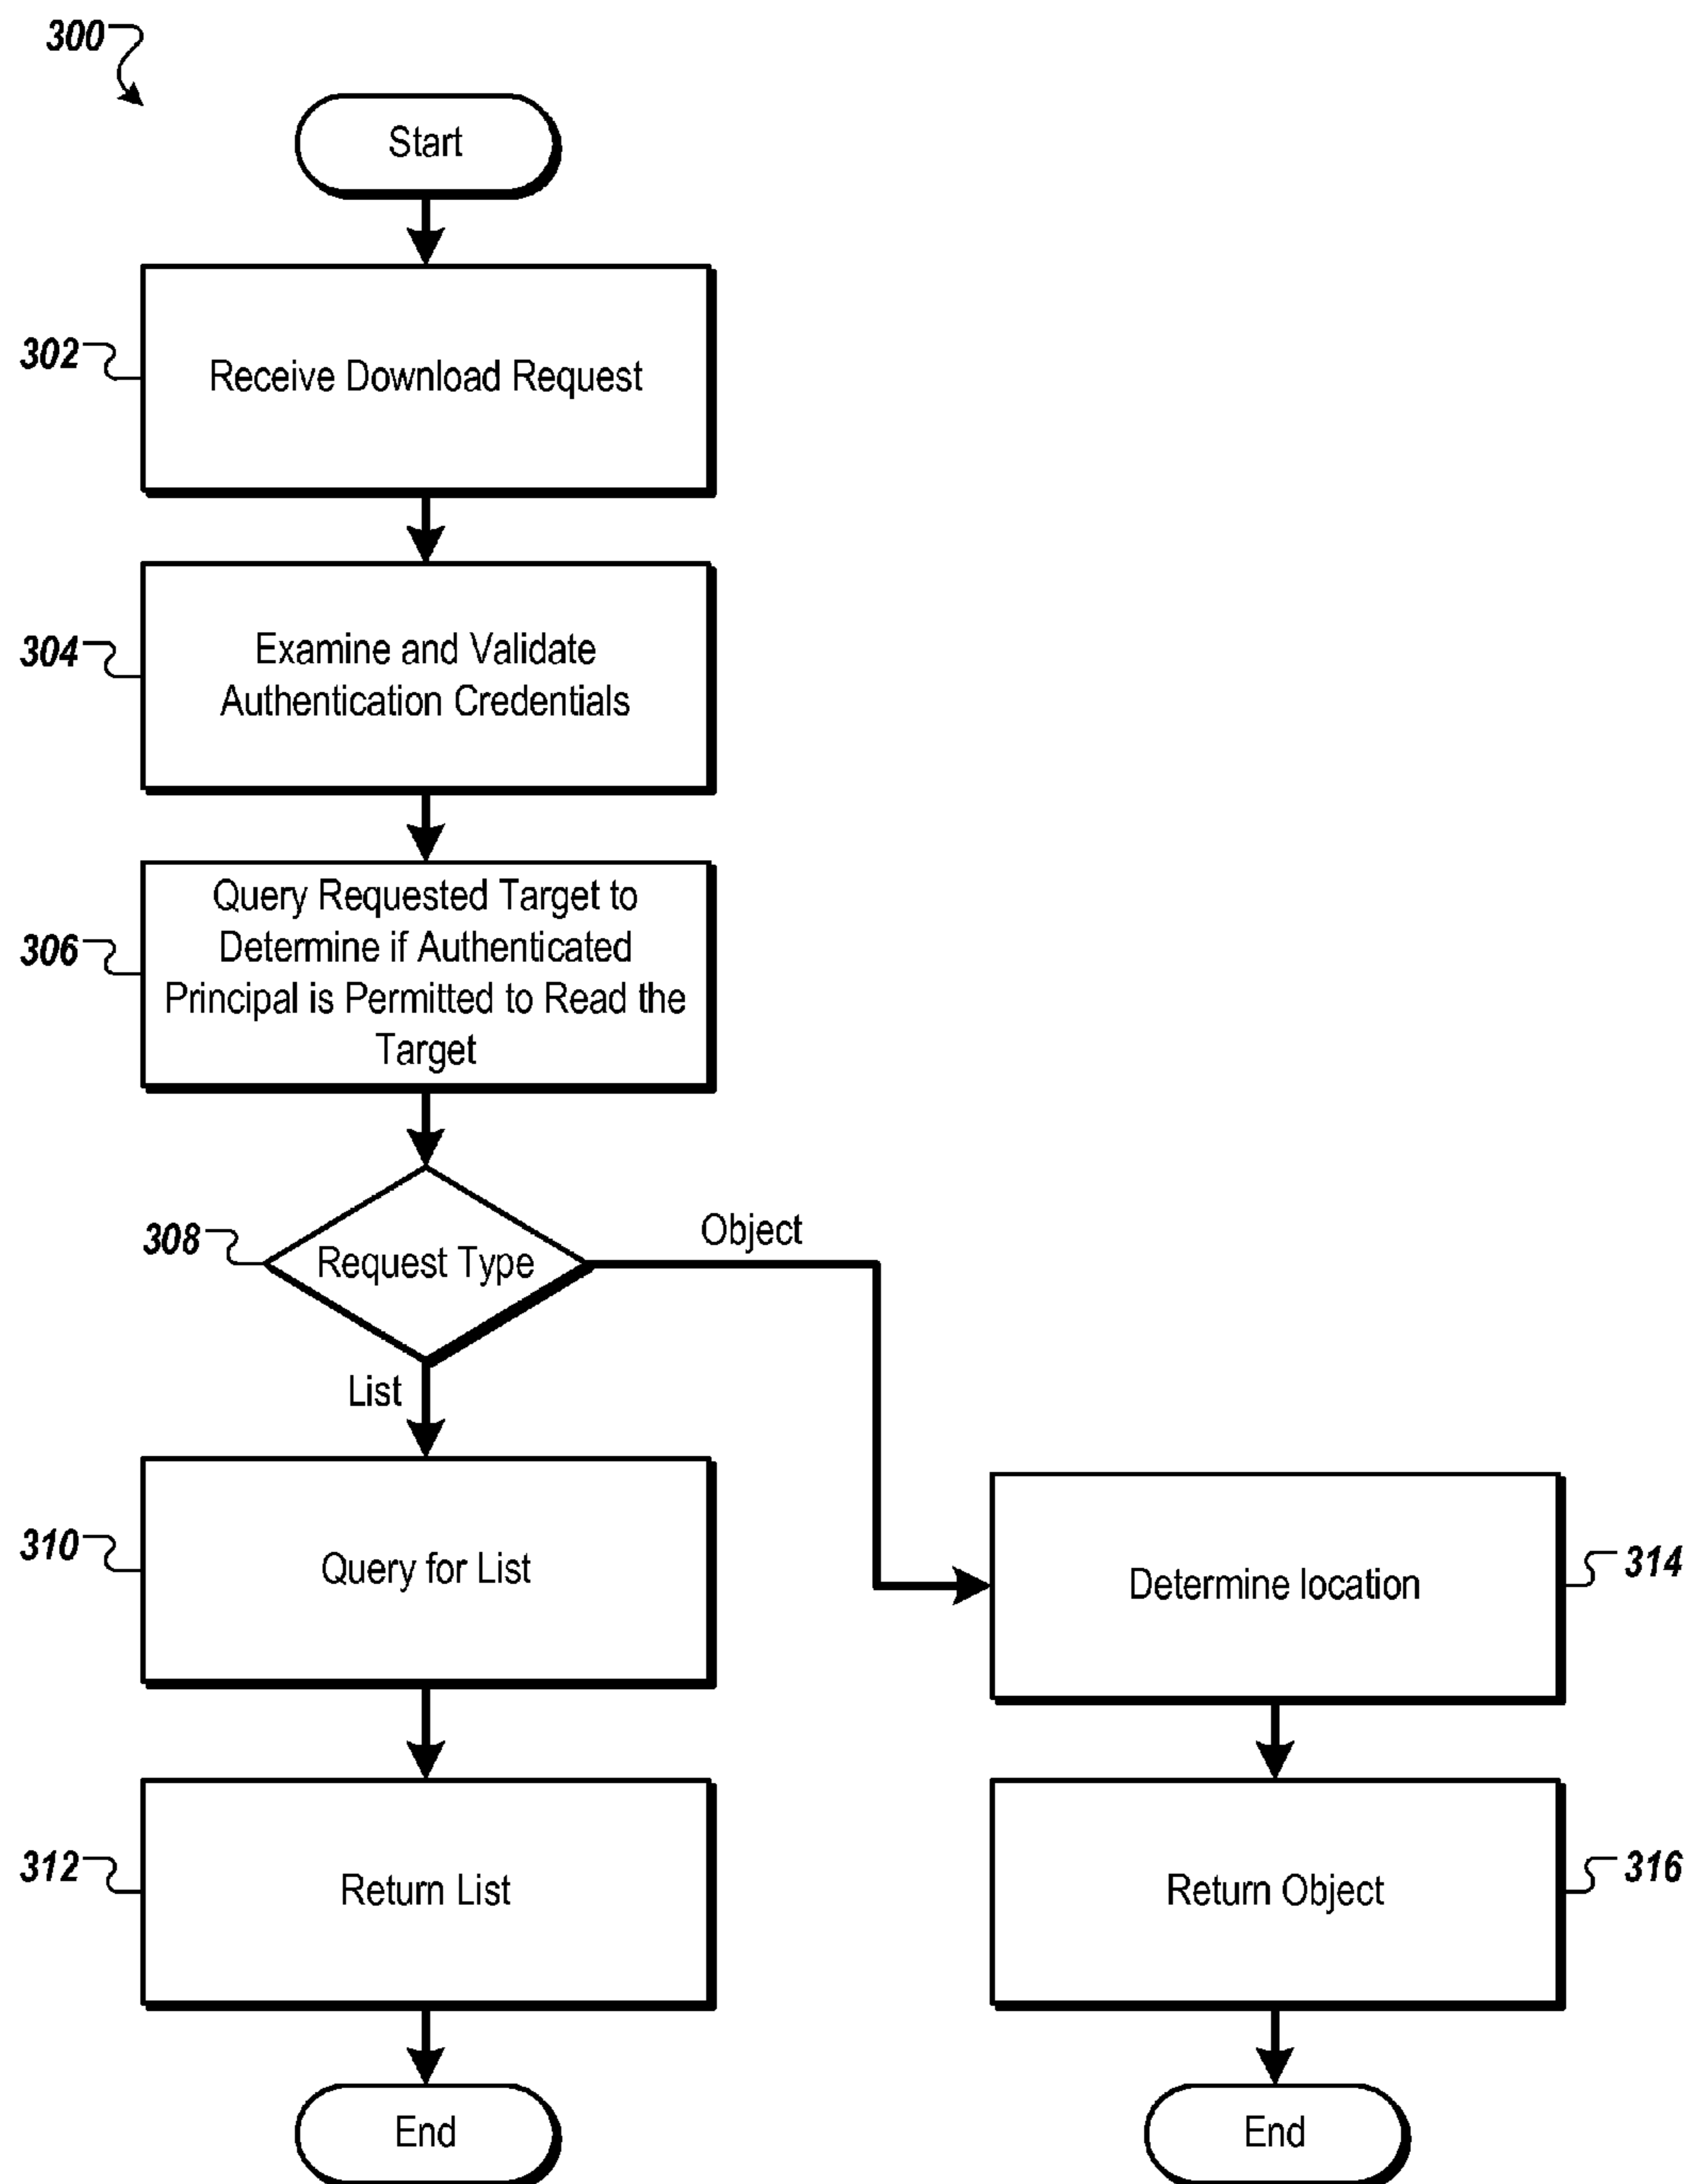 300
Start
302
Receive Download Request
304
Examine and Validate
Authentication Credentials
306
Query Requested Target to
Determine if Authenticated
Principal is Permitted to Read the
Target
308
Request Type
Object
List
310
Query for List
Determine location
314
312
Return List
Return Object
316
End
End